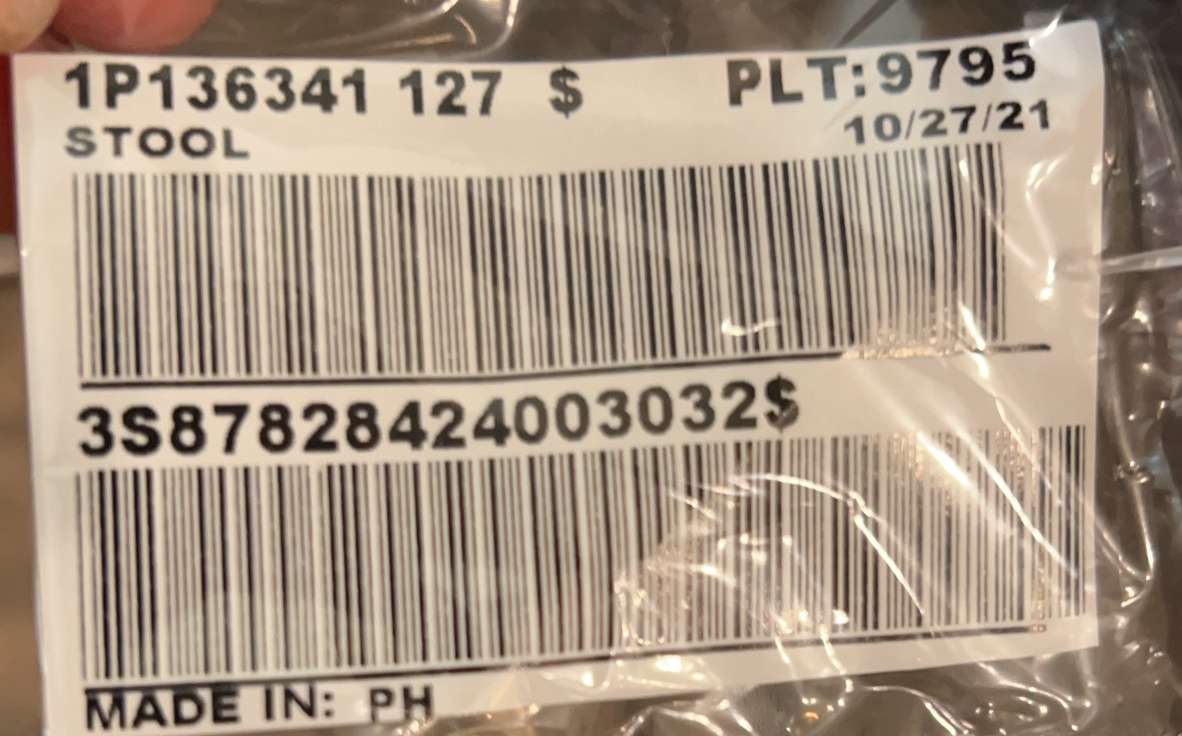 1P136341 127 $ PLT:9795
STOOL 10/27/21
3S87828424003032$
MADE IN: PH